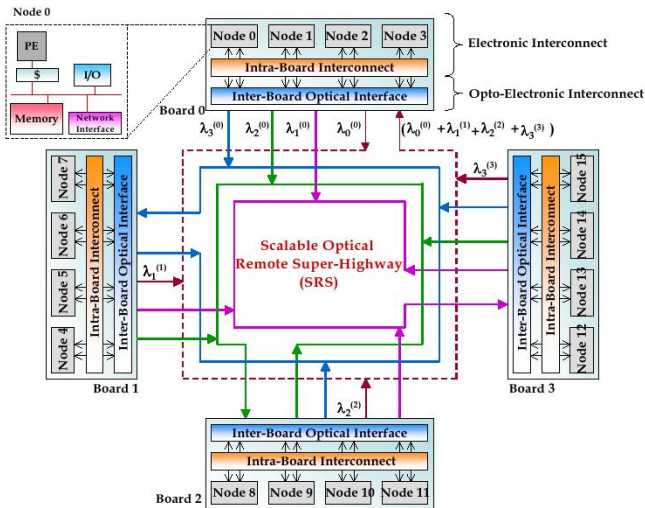 Node 0
PE
$
I/O
Memory
Network
Interface
Node 0
Node 1
Node 2
Node 3
Intra-Board Interconnect
Inter-Board Optical Interface
Board 0
Electronic Interconnect
Opto-Electronic Interconnect
λ3(0)
λ2(0)
λ1(0)
λ0(0)
(λ0(0) +λ1(1)+λ2(2) +λ3(3) )
Node 7
Node 6
Node 5
Node 4
Intra-Board Interconnect
Inter-Board Optical Interface
Board 1
λ1(1)
Scalable Optical
Remote Super-Highway
(SRS)
λ3(3)
Inter-Board Optical Interface
Intra-Board Interconnect
Node 15
Node 14
Node 13
Node 12
Board 3
λ2(2)
Inter-Board Optical Interface
Intra-Board Interconnect
Board 2
Node 8
Node 9
Node 10
Node 11